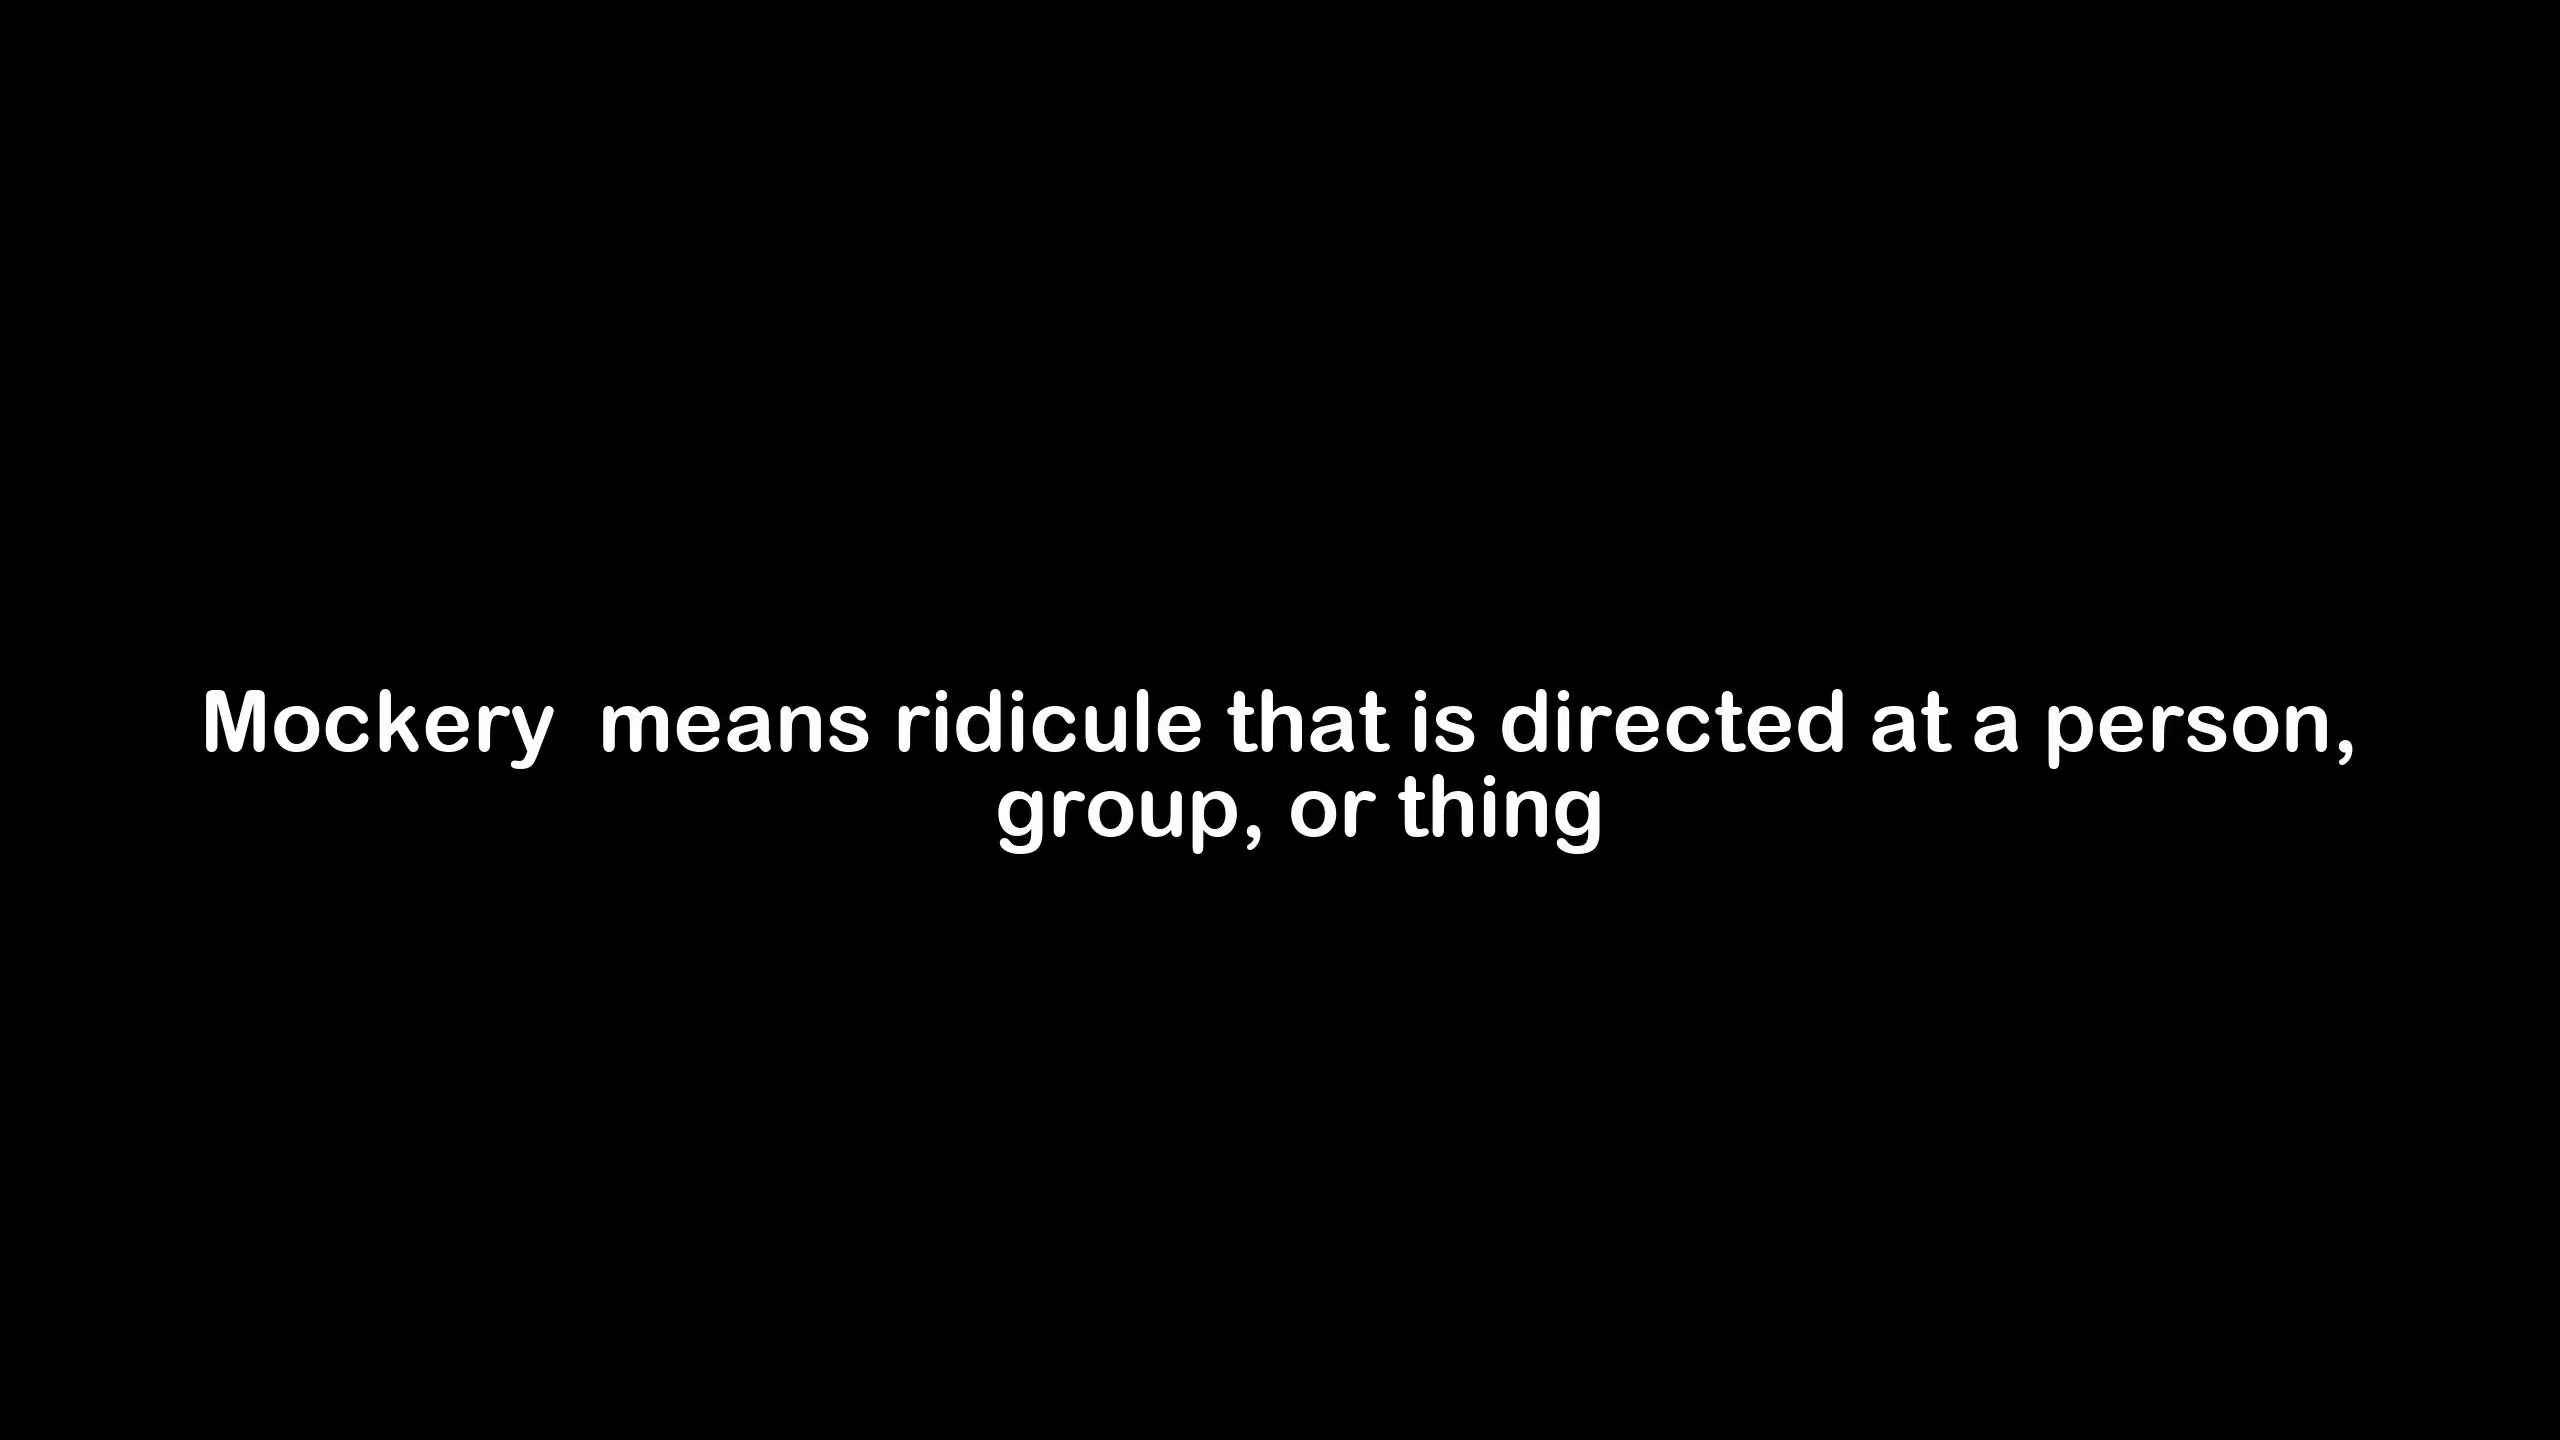 Mockery  means ridicule that is directed at a person,
group, or thing